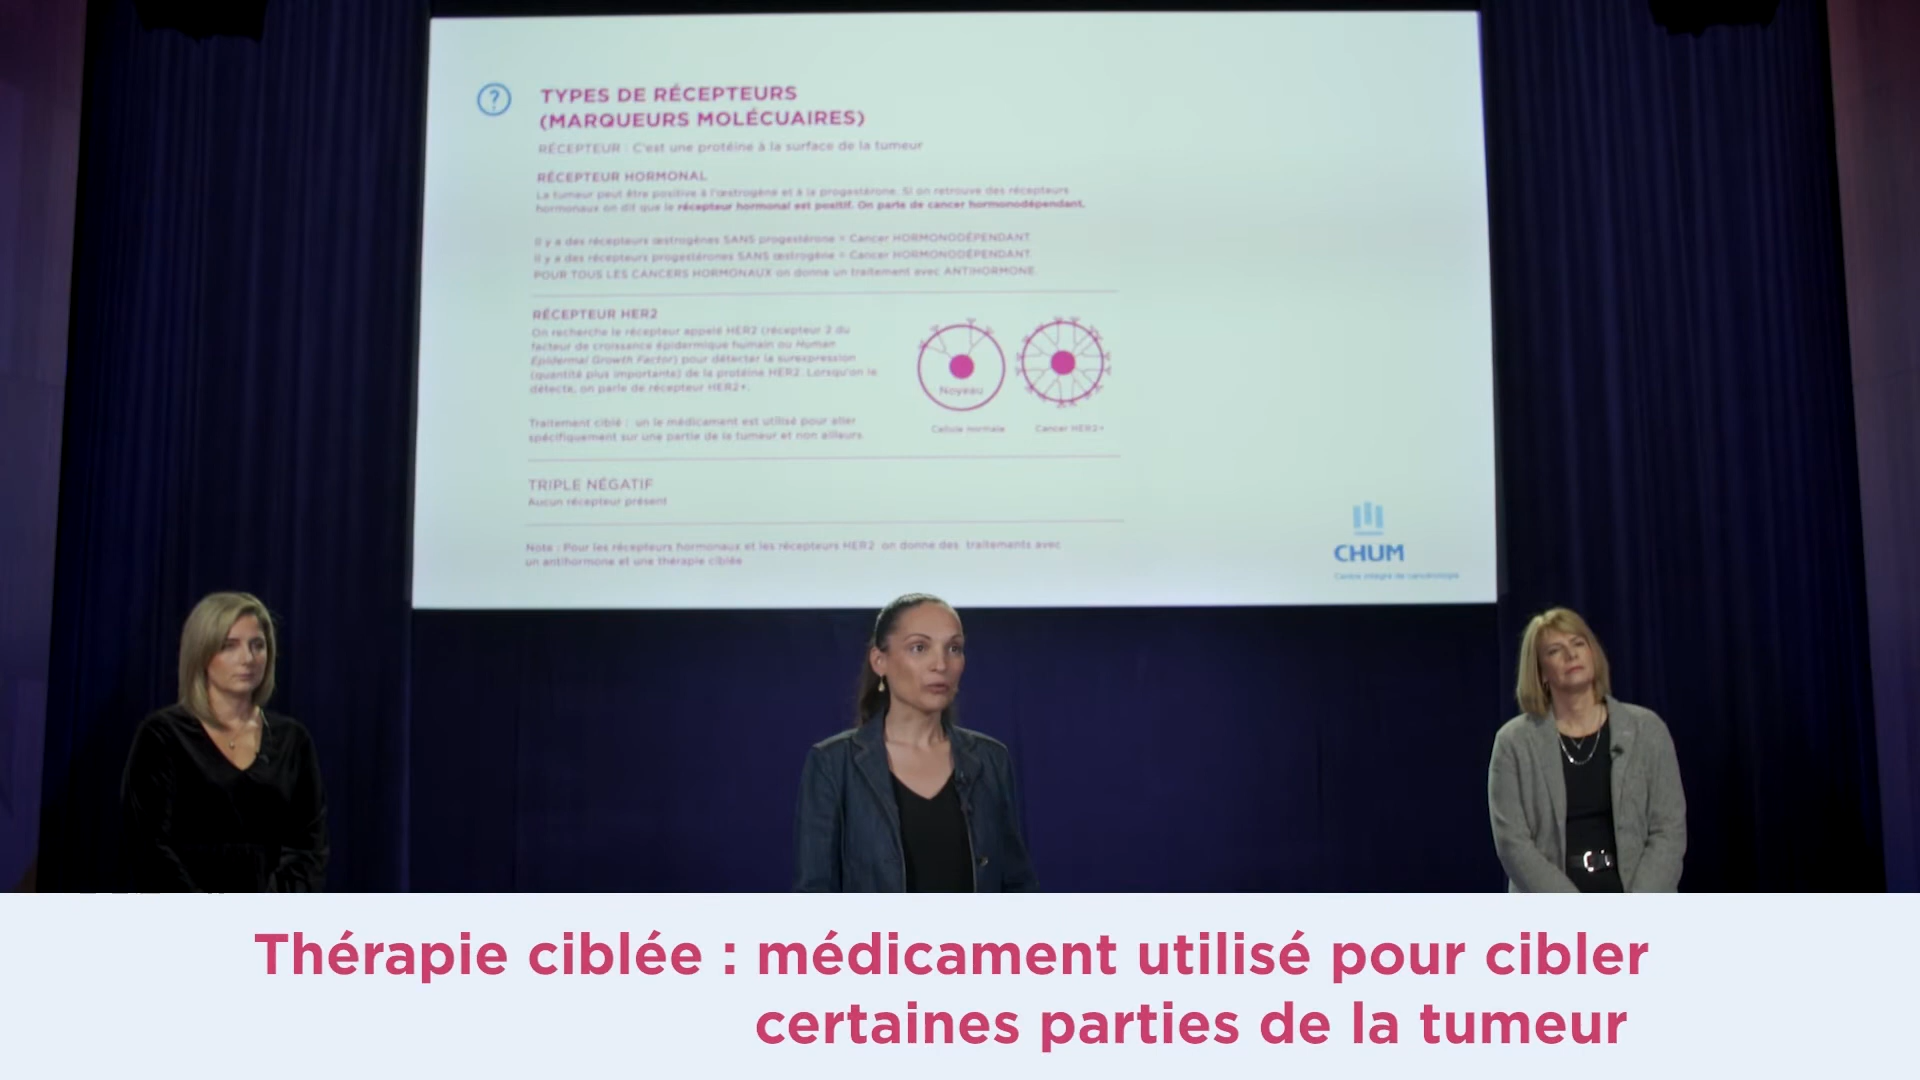 ?
TYPES DE RÉCEPTEURS
(MARQUEURS MOLÉCUAIRES)
RÉCEPTEUR : C'est une protéine à la surface de la tumeur
RÉCEPTEUR HORMONAL
La tumeur peut être positive à l'œstrogène et à la progestérone. Si on retrouve des récepteurs
hormonaux on dit que le récepteur hormonal est positif. On parle de cancer hormonodépendant.
Il y a des récepteurs œstrogènes SANS progestérone = Cancer HORMONODÉPENDANT
Il y a des récepteurs progestérones SANS œstrogène = Cancer HORMONODÉPENDANT
POUR TOUS LES CANCERS HORMONAUX on donne un traitement avec ANTIHORMONE.
RÉCEPTEUR HER2
On recherche le récepteur appelé HER2 (récepteur 2 du
facteur de croissance épidermique humain ou Human
Epidermal Growth Factor) pour détecter la surexpression
(quantité plus importante) de la protéine HER2. Lorsqu'on le
détecte, on parle de récepteur HER2+.
Traitement ciblé : un le médicament est utilisé pour aller
spécifiquement sur une partie de la tumeur et non ailleurs.
Noyeau
Cellule normale
Cancer HER2+
TRIPLE NÉGATIF
Aucun récepteur présent
Note : Pour les récepteurs hormonaux et les récepteurs HER2 on donne des traitements avec
un antihormone et une thérapie ciblée
CHUM
Centre intégré de cancérologie
Thérapie ciblée : médicament utilisé pour cibler
certaines parties de la tumeur